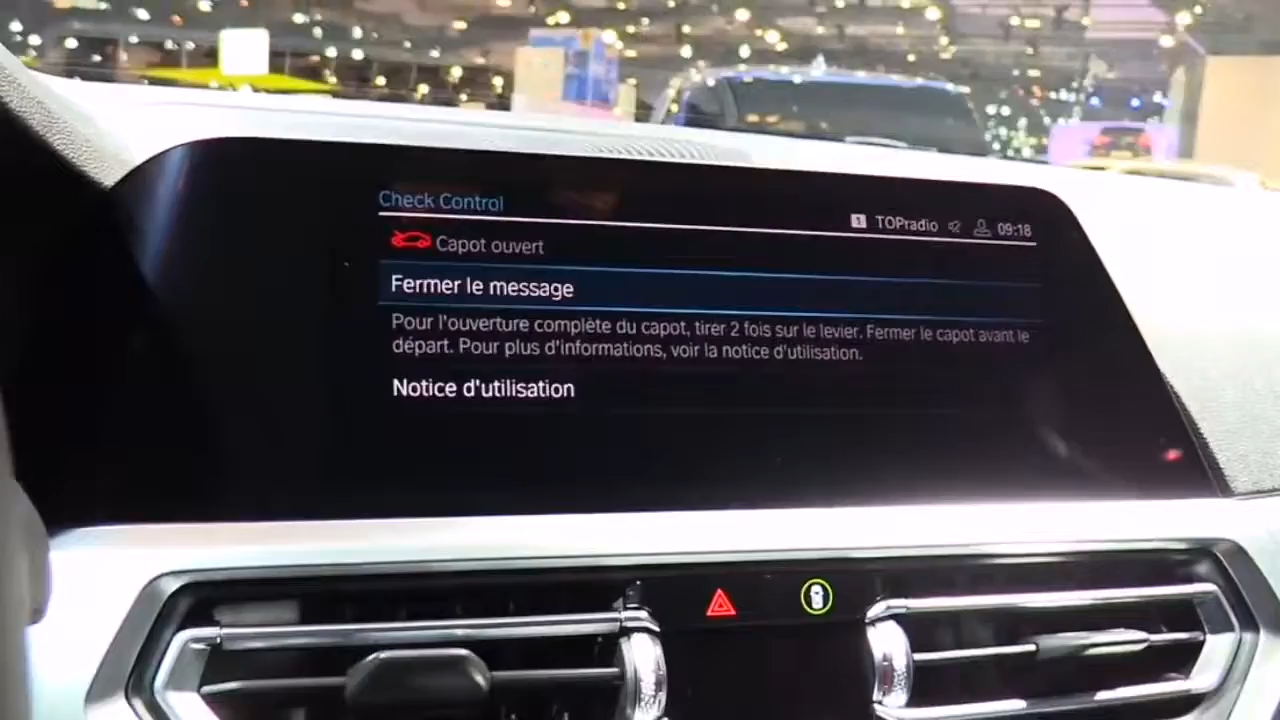 Check Control
1 TOPradio 09:18
Capot ouvert
Fermer le message
Pour l'ouverture complète du capot, tirer 2 fois sur le levier. Fermer le capot avant le
départ. Pour plus d'informations, voir la notice d'utilisation.
Notice d'utilisation